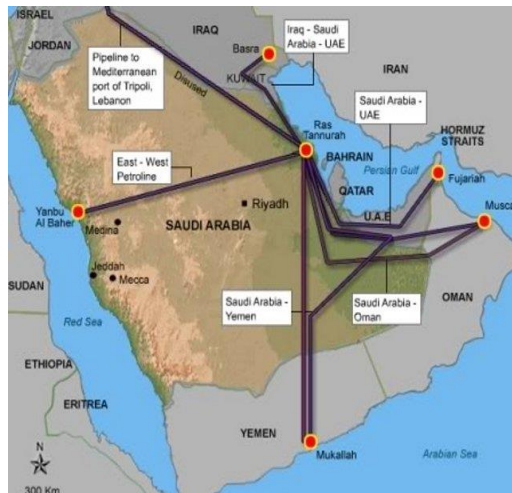 ISRAEL
JORDAN
IRAQ
Basra
KUWAIT
Iraq - Saudi
Arabia - UAE
IRAN
Pipeline to
Mediterranean
port of Tripoli,
Lebanon
Disused
Saudi Arabia -
UAE
HORMUZ
STRAITS
Ras
Tannurah
BAHRAIN
Persian Gulf
QATAR
Fujariah
East - West
Petroline
Riyadh
U.A.E
Musca
Yanbu
Al Baher
Medina
SAUDI ARABIA
Jeddah
Mecca
SUDAN
Red Sea
Saudi Arabia -
Yemen
Saudi Arabia -
Oman
OMAN
ETHIOPIA
ERITREA
YEMEN
Mukallah
Arabian Sea
N
300 Km